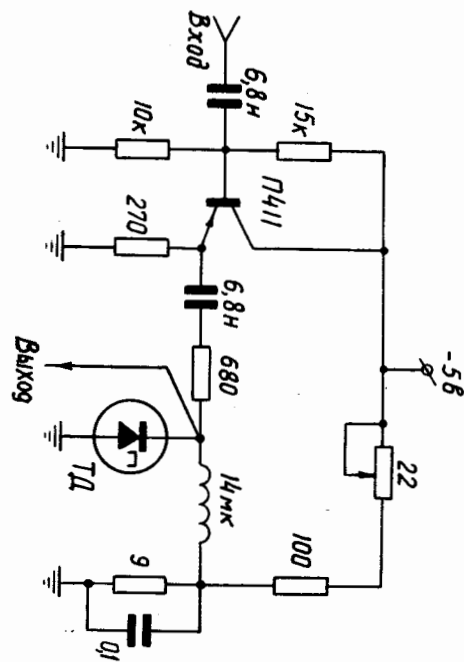 -5в
22
15к
П411
100
Вход
6,8н
6,8н
680
14мк
10к
270
Выход
ТД
9
0,1